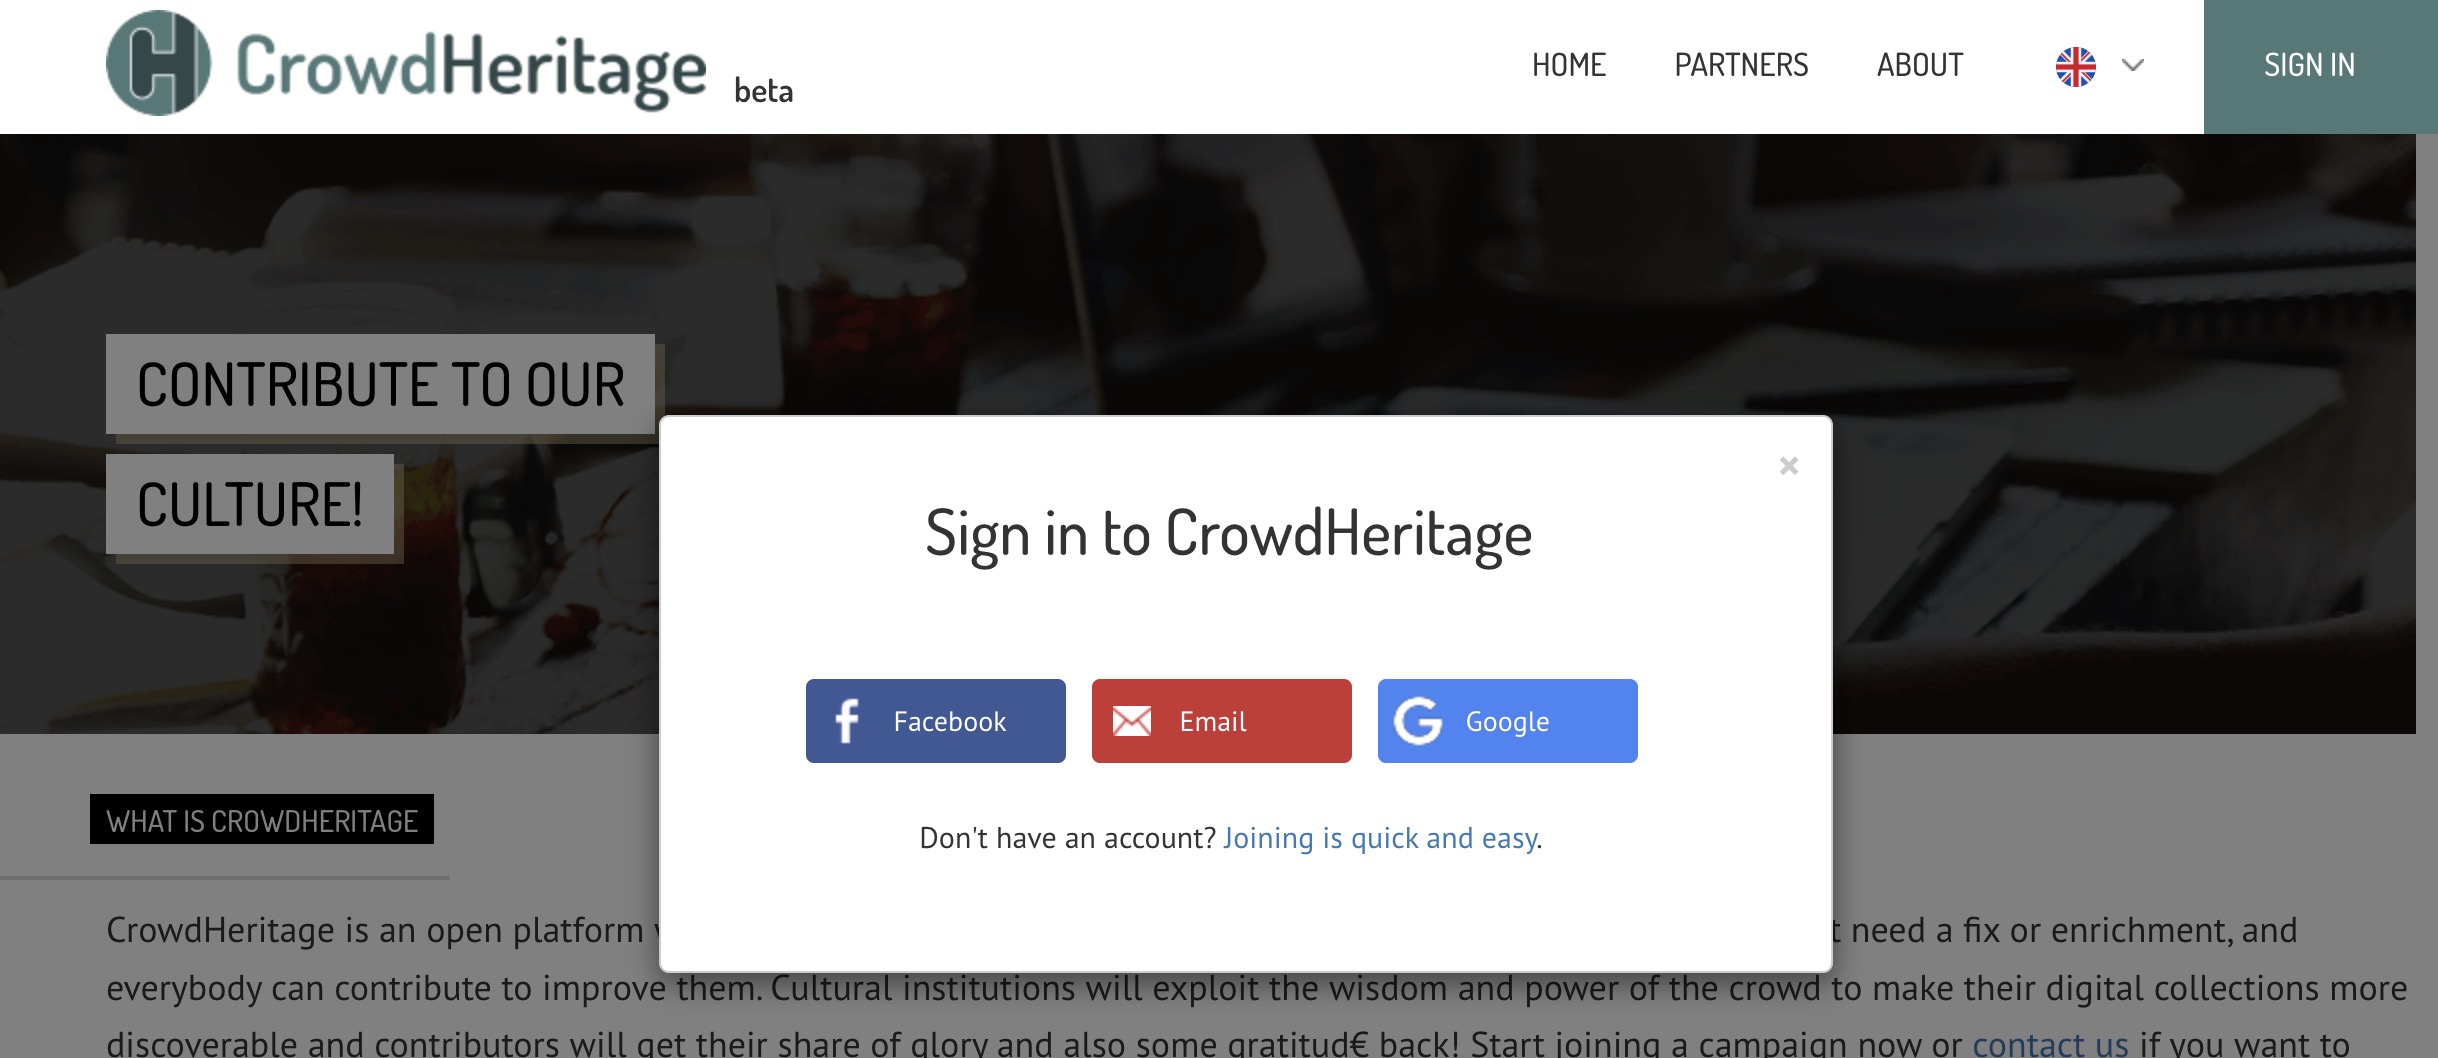 CrowdHeritage beta
HOME PARTNERS ABOUT SIGN IN
CONTRIBUTE TO OUR
CULTURE!
×
Sign in to CrowdHeritage
Facebook Email Google
Don't have an account? Joining is quick and easy.
WHAT IS CROWDHERITAGE
CrowdHeritage is an open platform need a fix or enrichment, and
everybody can contribute to improve them. Cultural institutions will exploit the wisdom and power of the crowd to make their digital collections more
discoverable and contributors will get their share of glory and also some gratitud€ back! Start joining a campaign now or contact us if you want to